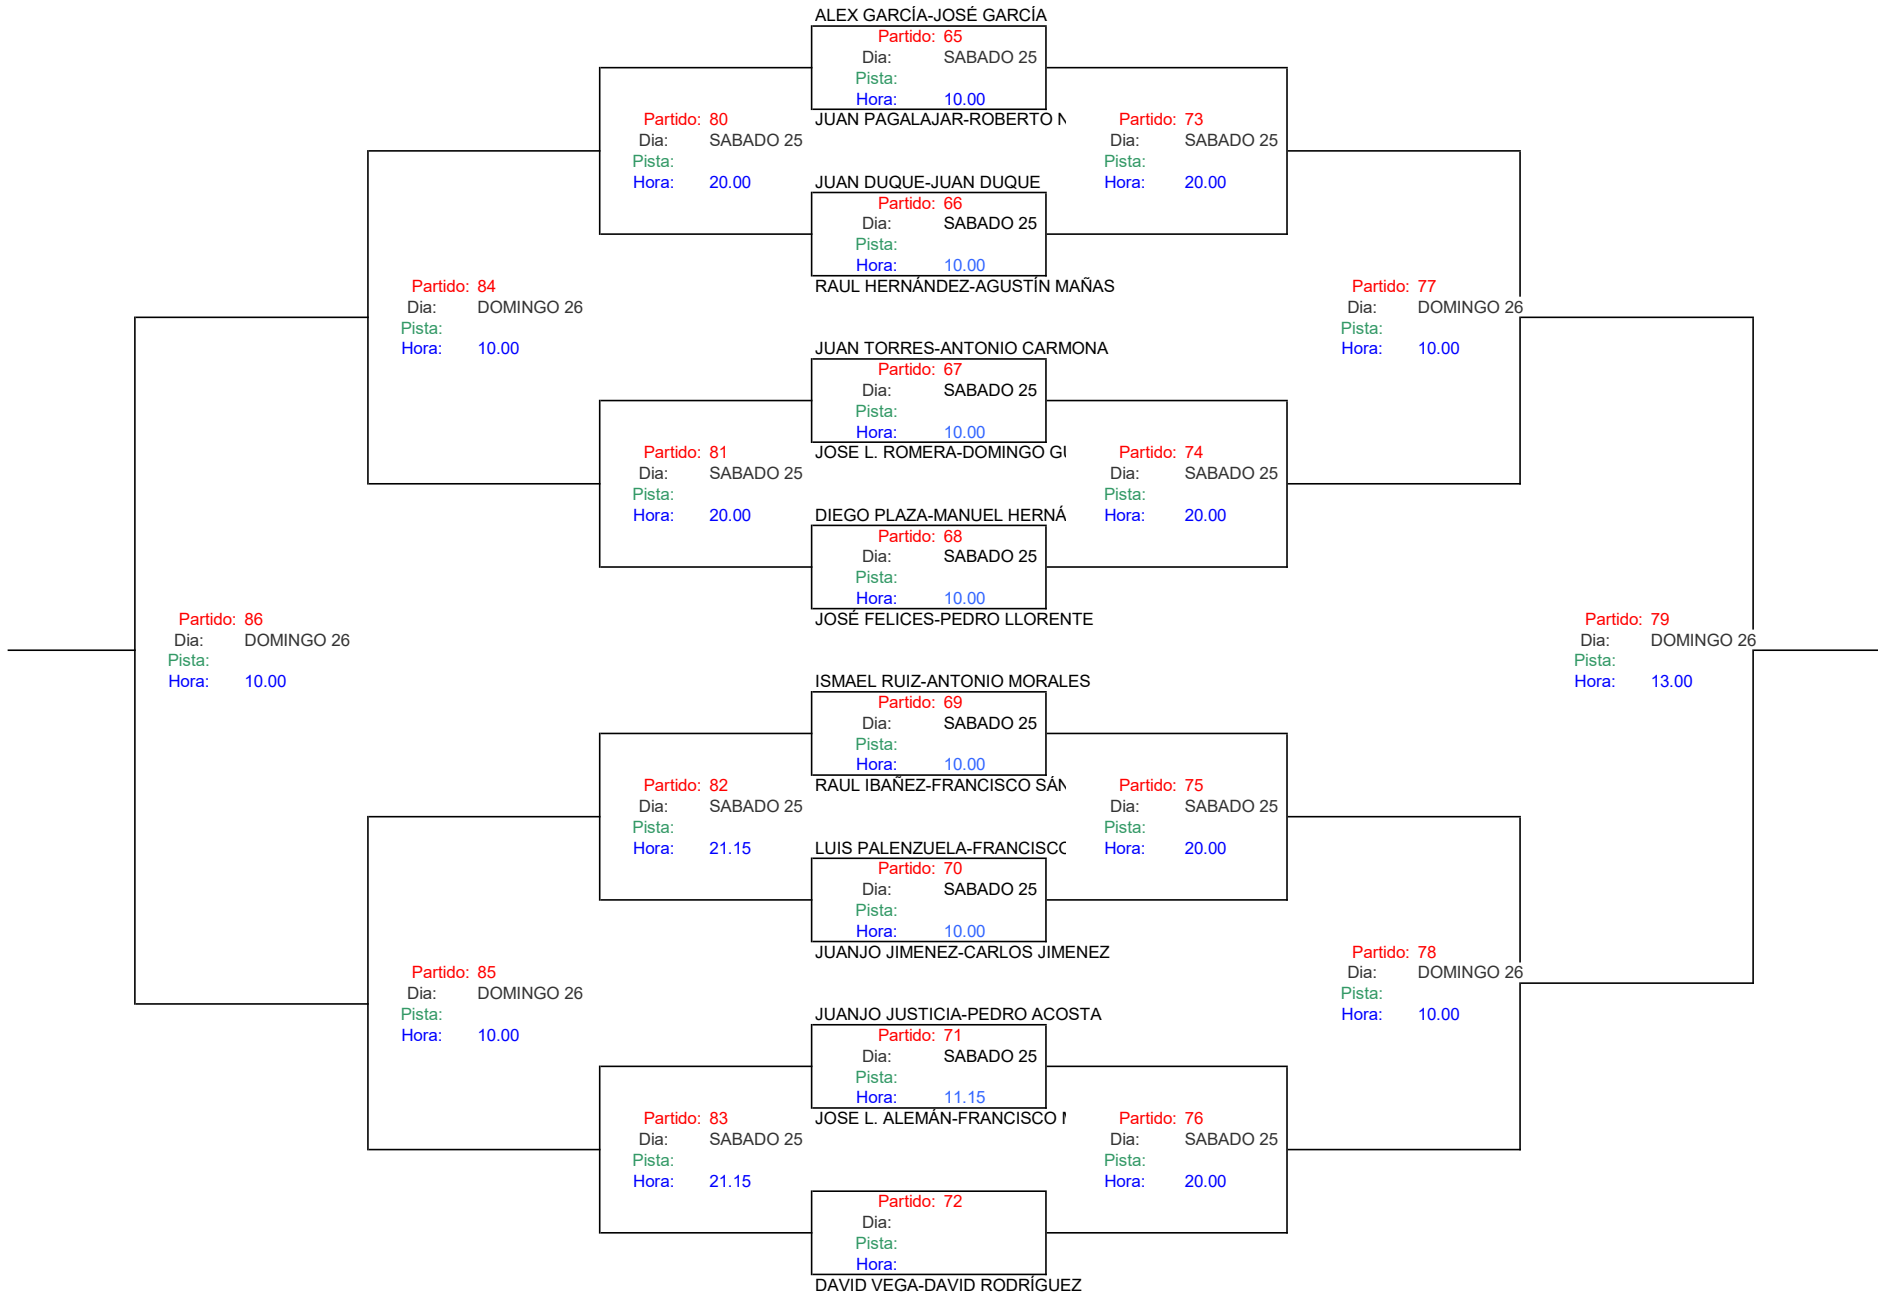 ALEX GARCÍA-JOSÉ GARCÍA
Partido: 65
Dia: SABADO 25
Pista:
Hora: 10.00
JUAN PAGALAJAR-ROBERTO
Partido: 80
Dia: SABADO 25
Pista:
Hora: 20.00
Partido: 73
Dia: SABADO 25
Pista:
Hora: 20.00
JUAN DUQUE-JUAN DUQUE
Partido: 66
Dia: SABADO 25
Pista:
Hora: 10.00
RAUL HERNÁNDEZ-AGUSTÍN MAÑAS
Partido: 84
Dia: DOMINGO 26
Pista:
Hora: 10.00
Partido: 77
Dia: DOMINGO 26
Pista:
Hora: 10.00
JUAN TORRES-ANTONIO CARMONA
Partido: 67
Dia: SABADO 25
Pista:
Hora: 10.00
JOSE L. ROMERA-DOMINGO
Partido: 81
Dia: SABADO 25
Pista:
Hora: 20.00
Partido: 74
Dia: SABADO 25
Pista:
Hora: 20.00
DIEGO PLAZA-MANUEL HERNÁ
Partido: 68
Dia: SABADO 25
Pista:
Hora: 10.00
JOSÉ FELICES-PEDRO LLORENTE
Partido: 86
Dia: DOMINGO 26
Pista:
Hora: 10.00
Partido: 79
Dia: DOMINGO 26
Pista:
Hora: 13.00
ISMAEL RUIZ-ANTONIO MORALES
Partido: 69
Dia: SABADO 25
Pista:
Hora: 10.00
RAUL IBAÑEZ-FRANCISCO SÁN
Partido: 82
Dia: SABADO 25
Pista:
Hora: 21.15
Partido: 75
Dia: SABADO 25
Pista:
Hora: 20.00
LUIS PALENZUELA-FRANCISCO
Partido: 70
Dia: SABADO 25
Pista:
Hora: 10.00
JUANJO JIMENEZ-CARLOS JIMENEZ
Partido: 85
Dia: DOMINGO 26
Pista:
Hora: 10.00
Partido: 78
Dia: DOMINGO 26
Pista:
Hora: 10.00
JUANJO JUSTICIA-PEDRO ACOSTA
Partido: 71
Dia: SABADO 25
Pista:
Hora: 11.15
JOSE L. ALEMÁN-FRANCISCO
Partido: 83
Dia: SABADO 25
Pista:
Hora: 21.15
Partido: 76
Dia: SABADO 25
Pista:
Hora: 20.00
Partido: 72
Dia:
Pista:
Hora:
DAVID VEGA-DAVID RODRÍGUEZ